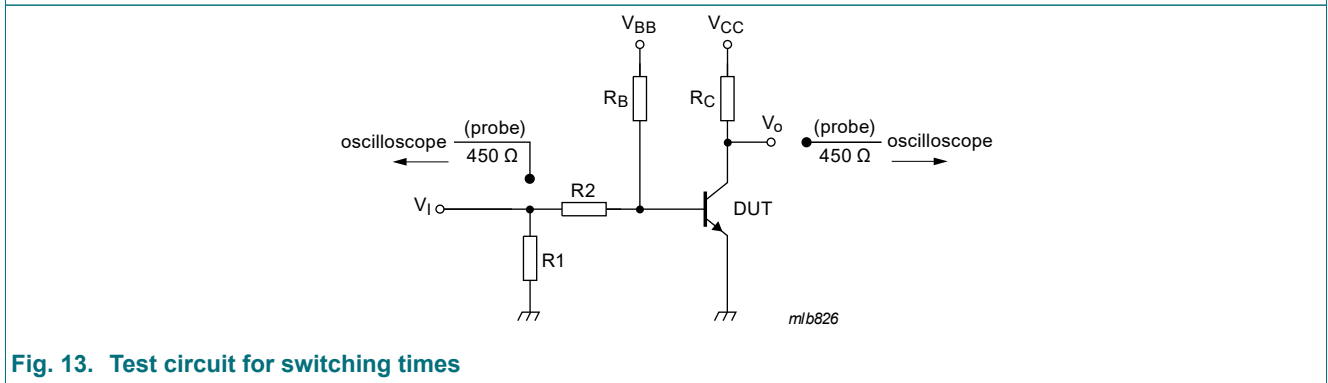 VBB
VCC
RB
RC
Vo
(probe)
oscilloscope
450 Ω
(probe)
oscilloscope
450 Ω
R2
VI
DUT
R1
mlb826
Fig. 13. Test circuit for switching times